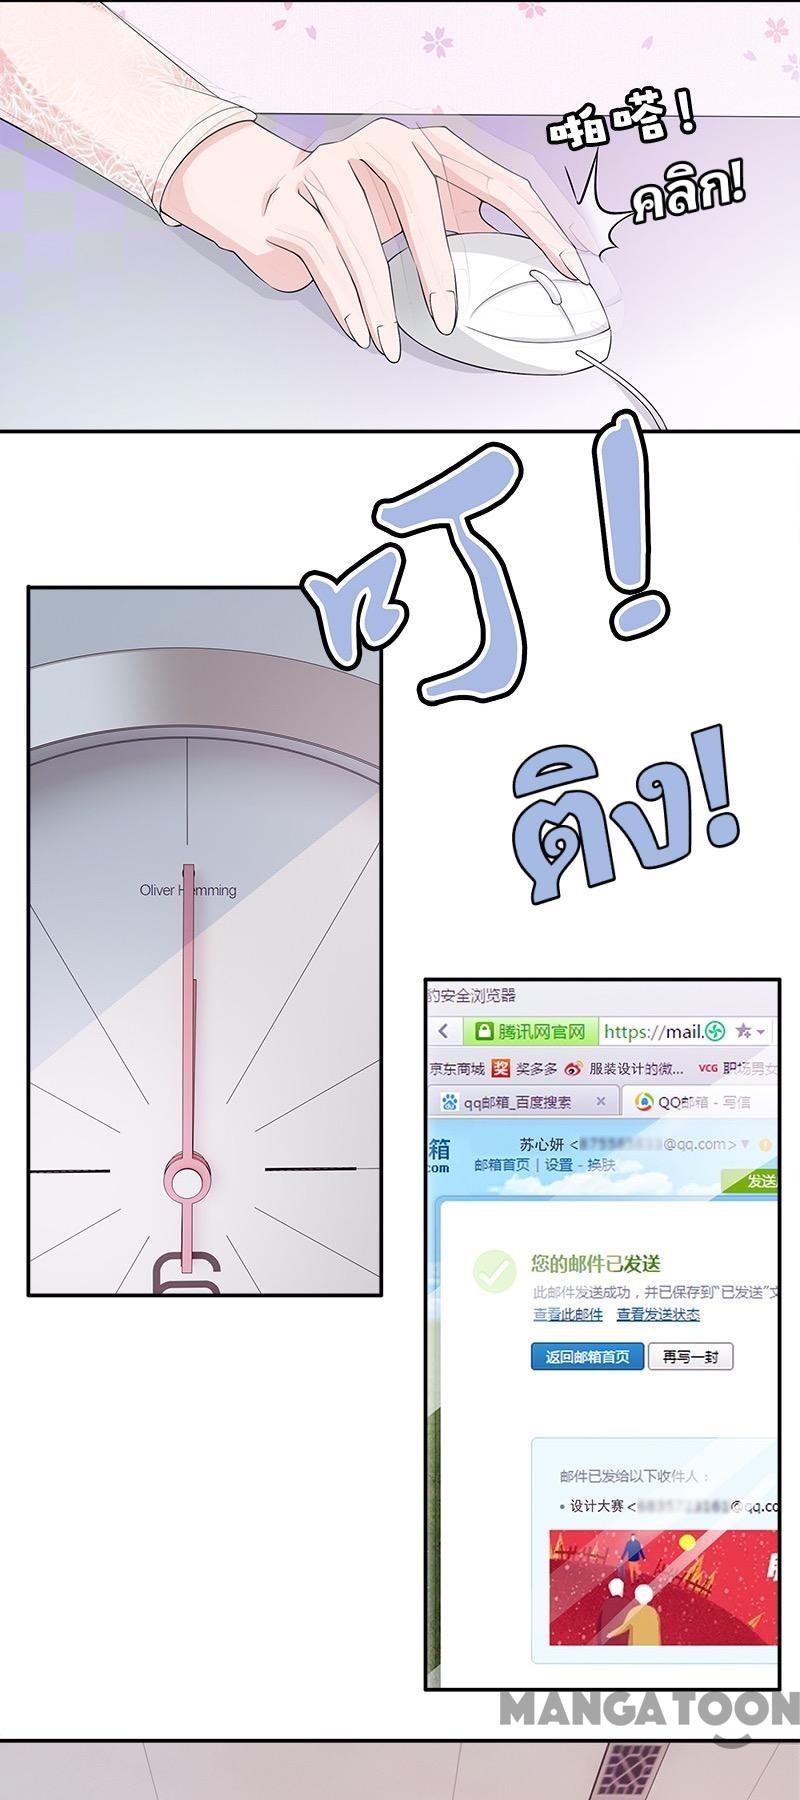 啪嗒！
คลิก!
叮！
ติง!
Oliver Hemming
6
豹安全浏览器
腾讯网官网 https://mail.
京东商城 奖 奖多多 服装设计的微... VCG 职场男女
qq邮箱_百度搜索 × QQ邮箱 - 写信
箱
.com
苏心妍 < @qq.com>
邮箱首页 | 设置 - 换肤
发送
您的邮件已发送
此邮件发送成功，并已保存到“已发送”文
查看此邮件 查看发送状态
返回邮箱首页 再写一封
邮件已发给以下收件人：
• 设计大赛< @qq.co
MANGATOON